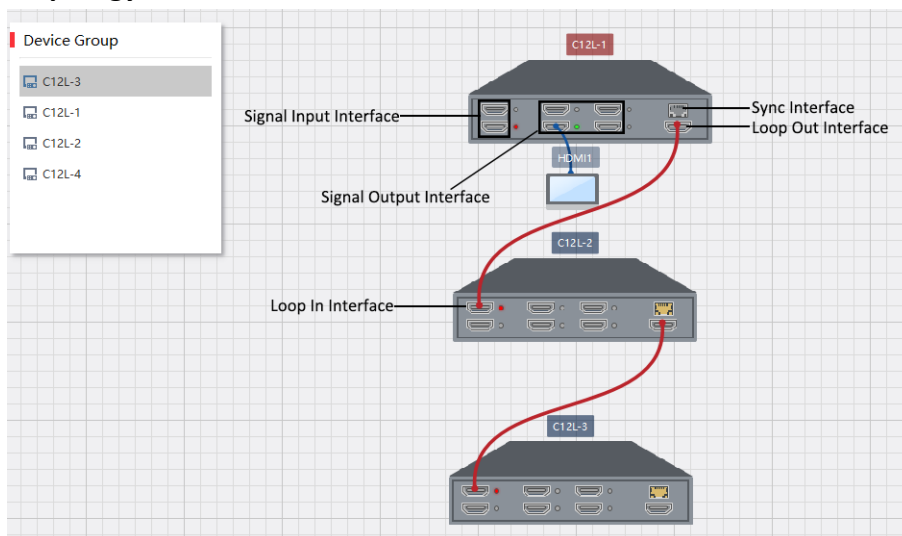 Device Group
C12L-3
C12L-1
C12L-2
C12L-4
C12L-1
Signal Input Interface
Sync Interface
Loop Out Interface
HDMI1
Signal Output Interface
C12L-2
Loop In Interface
C12L-3